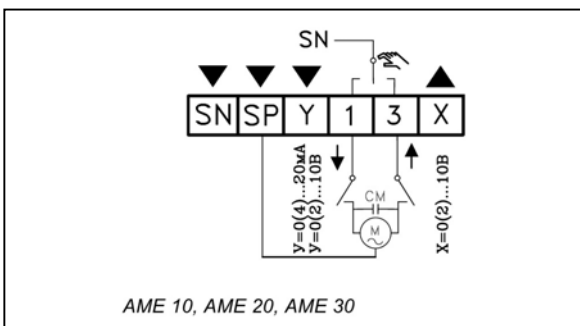 SN
SN SP Y 1 3 X
Y=0(4)...20мА
Y=0(2)...10В
CM
M
X=0(2)...10В
AME 10, AME 20, AME 30